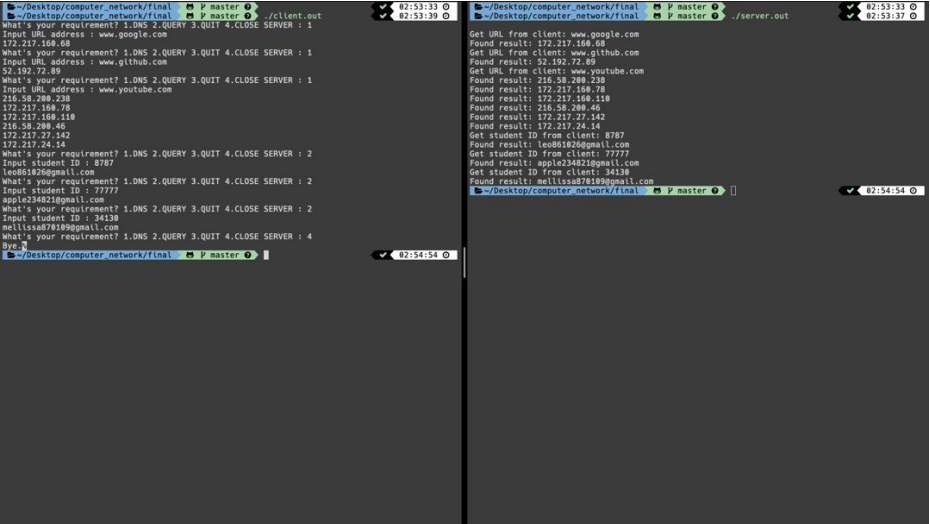 ~/Desktop/computer_network/final master 02:53:33
~/Desktop/computer_network/final master ./client.out 02:53:39
What's your requirement? 1.DNS 2.QUERY 3.QUIT 4.CLOSE SERVER : 1
Input URL address : www.google.com
172.217.160.68
What's your requirement? 1.DNS 2.QUERY 3.QUIT 4.CLOSE SERVER : 1
Input URL address : www.github.com
52.192.72.89
What's your requirement? 1.DNS 2.QUERY 3.QUIT 4.CLOSE SERVER : 1
Input URL address : www.youtube.com
216.58.200.238
172.217.160.78
172.217.160.110
216.58.200.46
172.217.27.142
172.217.24.14
What's your requirement? 1.DNS 2.QUERY 3.QUIT 4.CLOSE SERVER : 2
Input student ID : 8787
leo861026@gmail.com
What's your requirement? 1.DNS 2.QUERY 3.QUIT 4.CLOSE SERVER : 2
Input student ID : 77777
apple234821@gmail.com
What's your requirement? 1.DNS 2.QUERY 3.QUIT 4.CLOSE SERVER : 2
Input student ID : 34130
mellissa870109@gmail.com
What's your requirement? 1.DNS 2.QUERY 3.QUIT 4.CLOSE SERVER : 4
Bye.%
~/Desktop/computer_network/final master 02:54:54
~/Desktop/computer_network/final master 02:53:33
~/Desktop/computer_network/final master ./server.out 02:53:37
Get URL from client: www.google.com
Found result: 172.217.160.68
Get URL from client: www.github.com
Found result: 52.192.72.89
Get URL from client: www.youtube.com
Found result: 216.58.200.238
Found result: 172.217.160.78
Found result: 172.217.160.110
Found result: 216.58.200.46
Found result: 172.217.27.142
Found result: 172.217.24.14
Get student ID from client: 8787
Found result: leo861026@gmail.com
Get student ID from client: 77777
Found result: apple234821@gmail.com
Get student ID from client: 34130
Found result: mellissa870109@gmail.com
~/Desktop/computer_network/final master 02:54:54